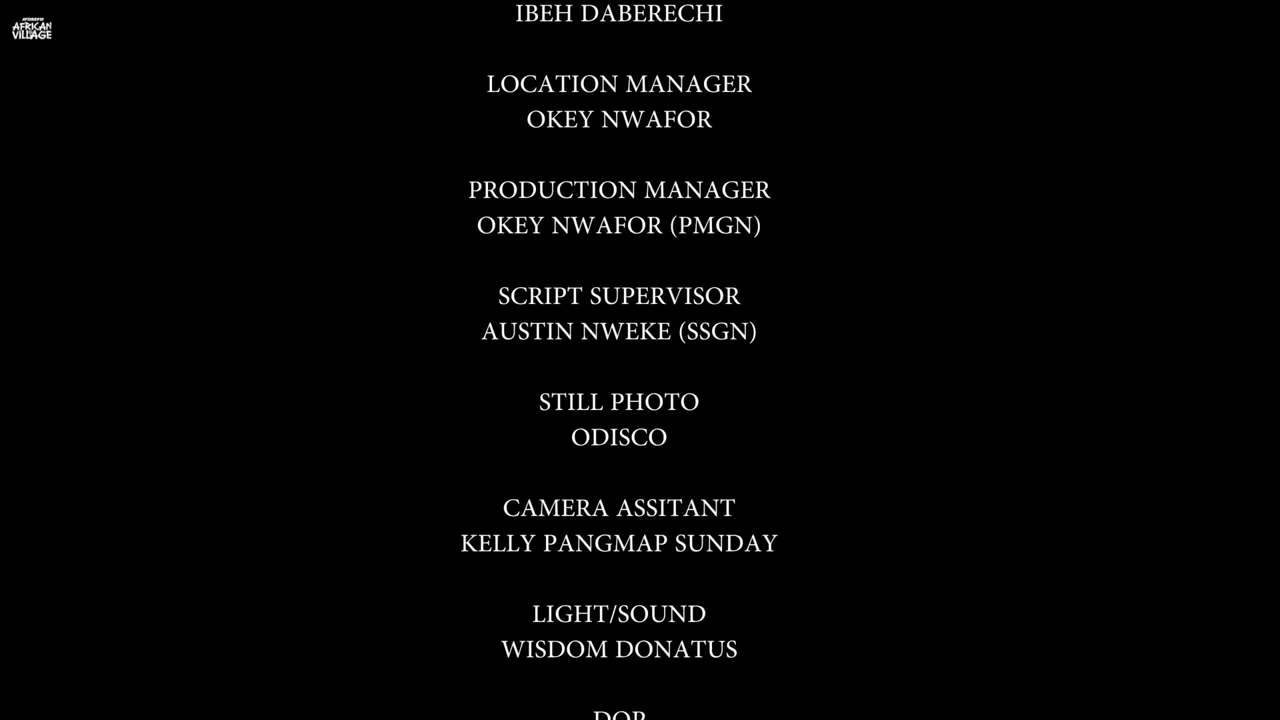 AFRICAN
VILLAGE
IBEH DABERECHI
LOCATION MANAGER
OKEY NWAFOR
PRODUCTION MANAGER
OKEY NWAFOR (PMGN)
SCRIPT SUPERVISOR
AUSTIN NWEKE (SSGN)
STILL PHOTO
ODISCO
CAMERA ASSITANT
KELLY PANGMAP SUNDAY
LIGHT/SOUND
WISDOM DONATUS
DOP